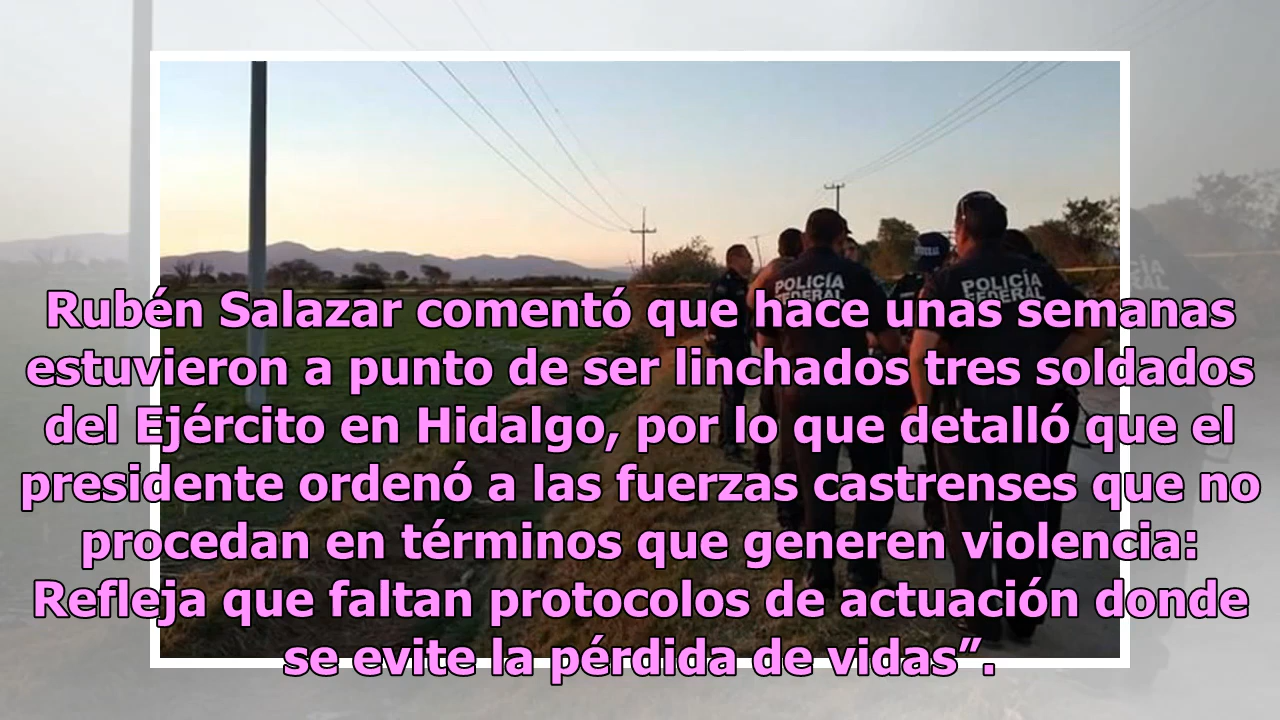 Rubén Salazar comentó que hace unas semanas
estuvieron a punto de ser linchados tres soldados
del Ejército en Hidalgo, por lo que detalló que el
presidente ordenó a las fuerzas castrenses que no
procedan en términos que generen violencia:
Refleja que faltan protocolos de actuación donde
se evite la pérdida de vidas”.
POLICÍA
FEDERAL
POLICÍA
FEDERAL